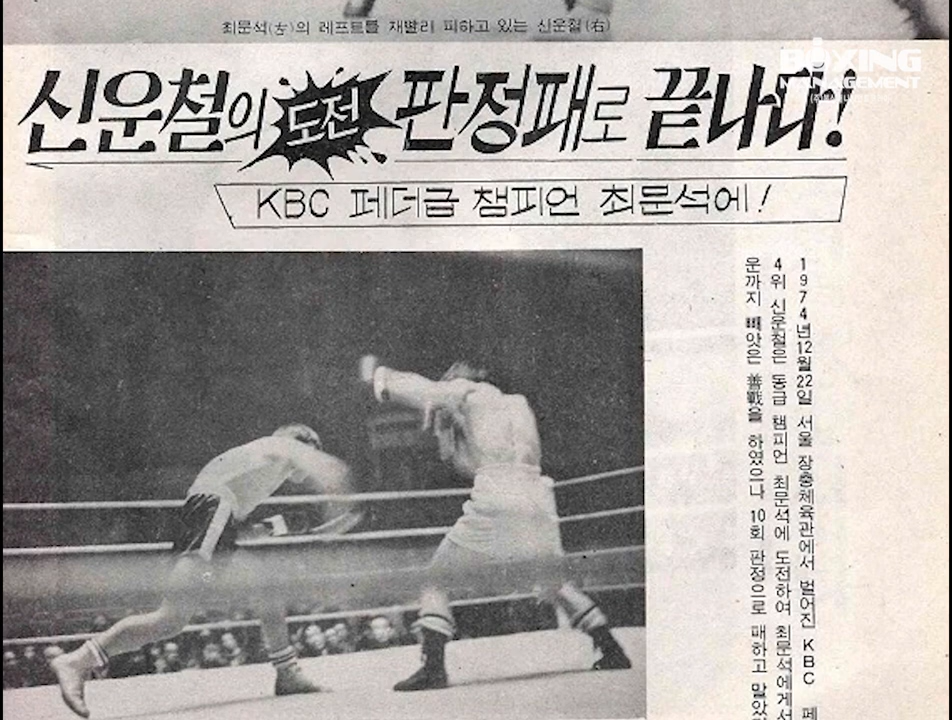 최문석(左)의 레프트를 재빨리 피하고 있는 신운철(右)
BOXING
MANAGEMENT
신운철의 도전 판정패로 끝나다!
KBC 페더급 챔피언 최문석에!
1974년12월22일 서울 장충체육관에서 벌어진 KBC 페
4위 신운철은 동급 챔피언 최문석에 도전하여 최문석에게서
운까지 빼앗은 善戰을 하였으나 10회 판정으로 패하고 말았